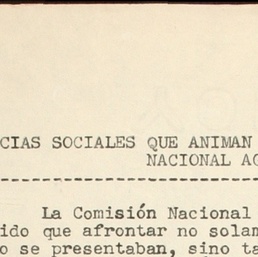 CIAS SOCIALES QUE ANIMAN
NACIONAL AG
La Comisión Nacional
ido que afrontar no solam
o se presentaban, sino ta